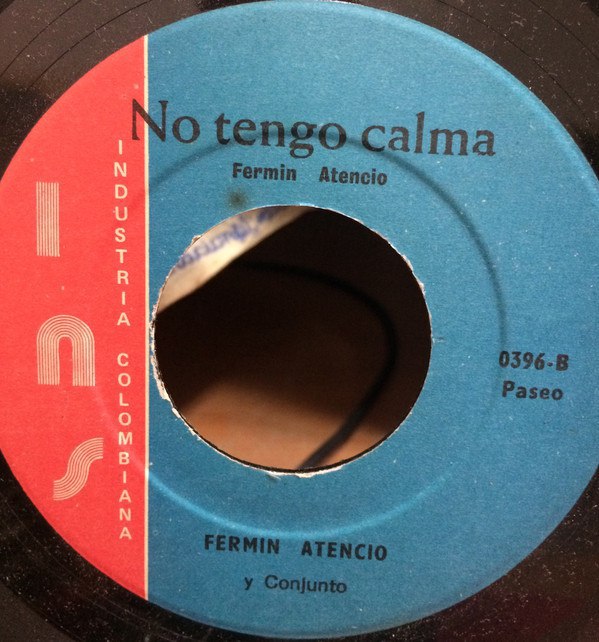 No tengo calma
Fermin Atencio
INS
INDUSTRIA COLOMBIANA
0396-B
Paseo
FERMIN ATENCIO
y Conjunto